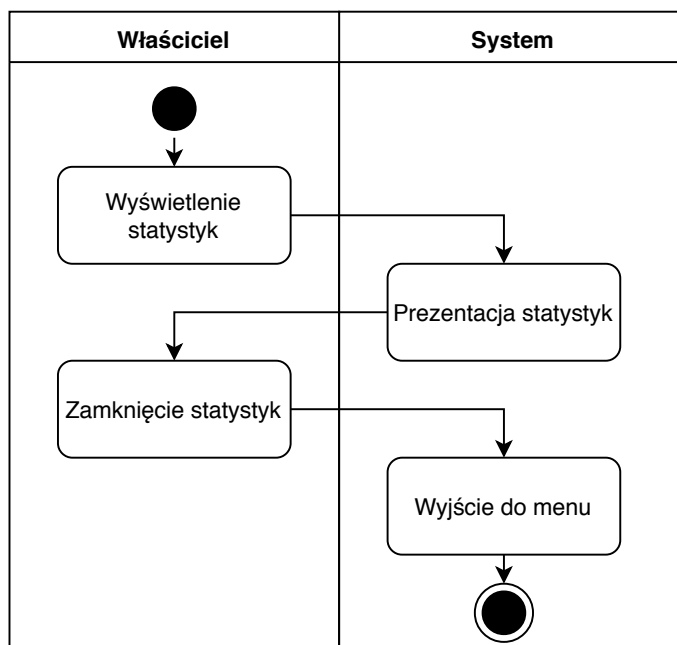 Właściciel
System
Wyświetlenie
statystyk
Prezentacja statystyk
Zamknięcie statystyk
Wyjście do menu